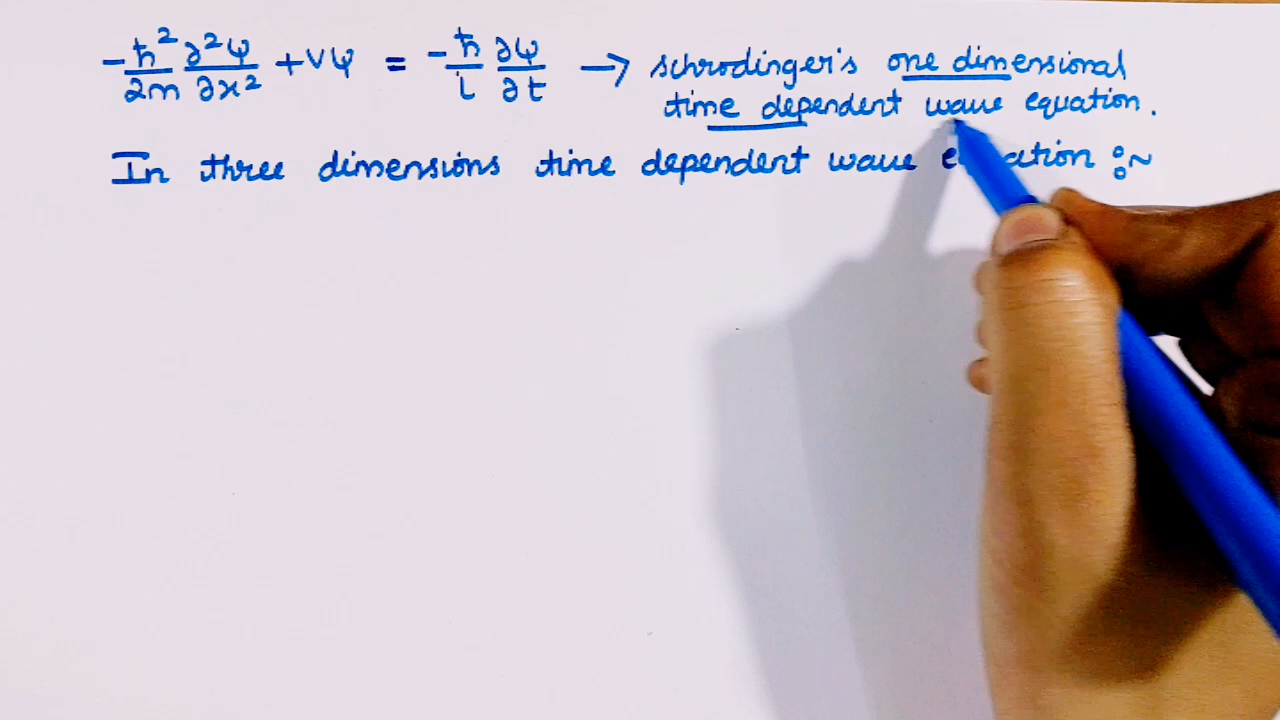 -ħ²/2m ∂²ψ/∂x² + Vψ = -ħ/i ∂ψ/∂t → schrodinger's one dimensional
time dependent wave equation.
In three dimensions time dependent wave :~